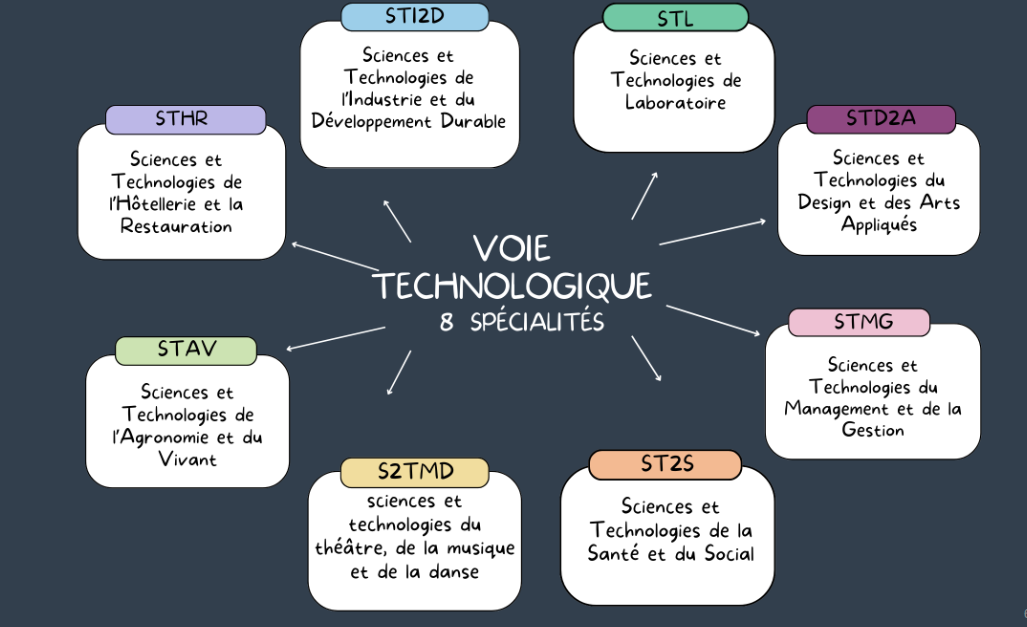 STI2D
Sciences et
Technologies de
l'Industrie et du
Développement Durable
STL
Sciences et
Technologies de
Laboratoire
STHR
Sciences et
Technologies de
l'Hôtellerie et la
Restauration
STD2A
Sciences et
Technologies du
Design et des Arts
Appliqués
VOIE
TECHNOLOGIQUE
8 SPÉCIALITÉS
STAV
Sciences et
Technologies de
l'Agronomie et du
Vivant
STMG
Sciences et
Technologies du
Management et de la
Gestion
S2TMD
sciences et
technologies du
théâtre, de la musique
et de la danse
ST2S
Sciences et
Technologies de la
Santé et du Social